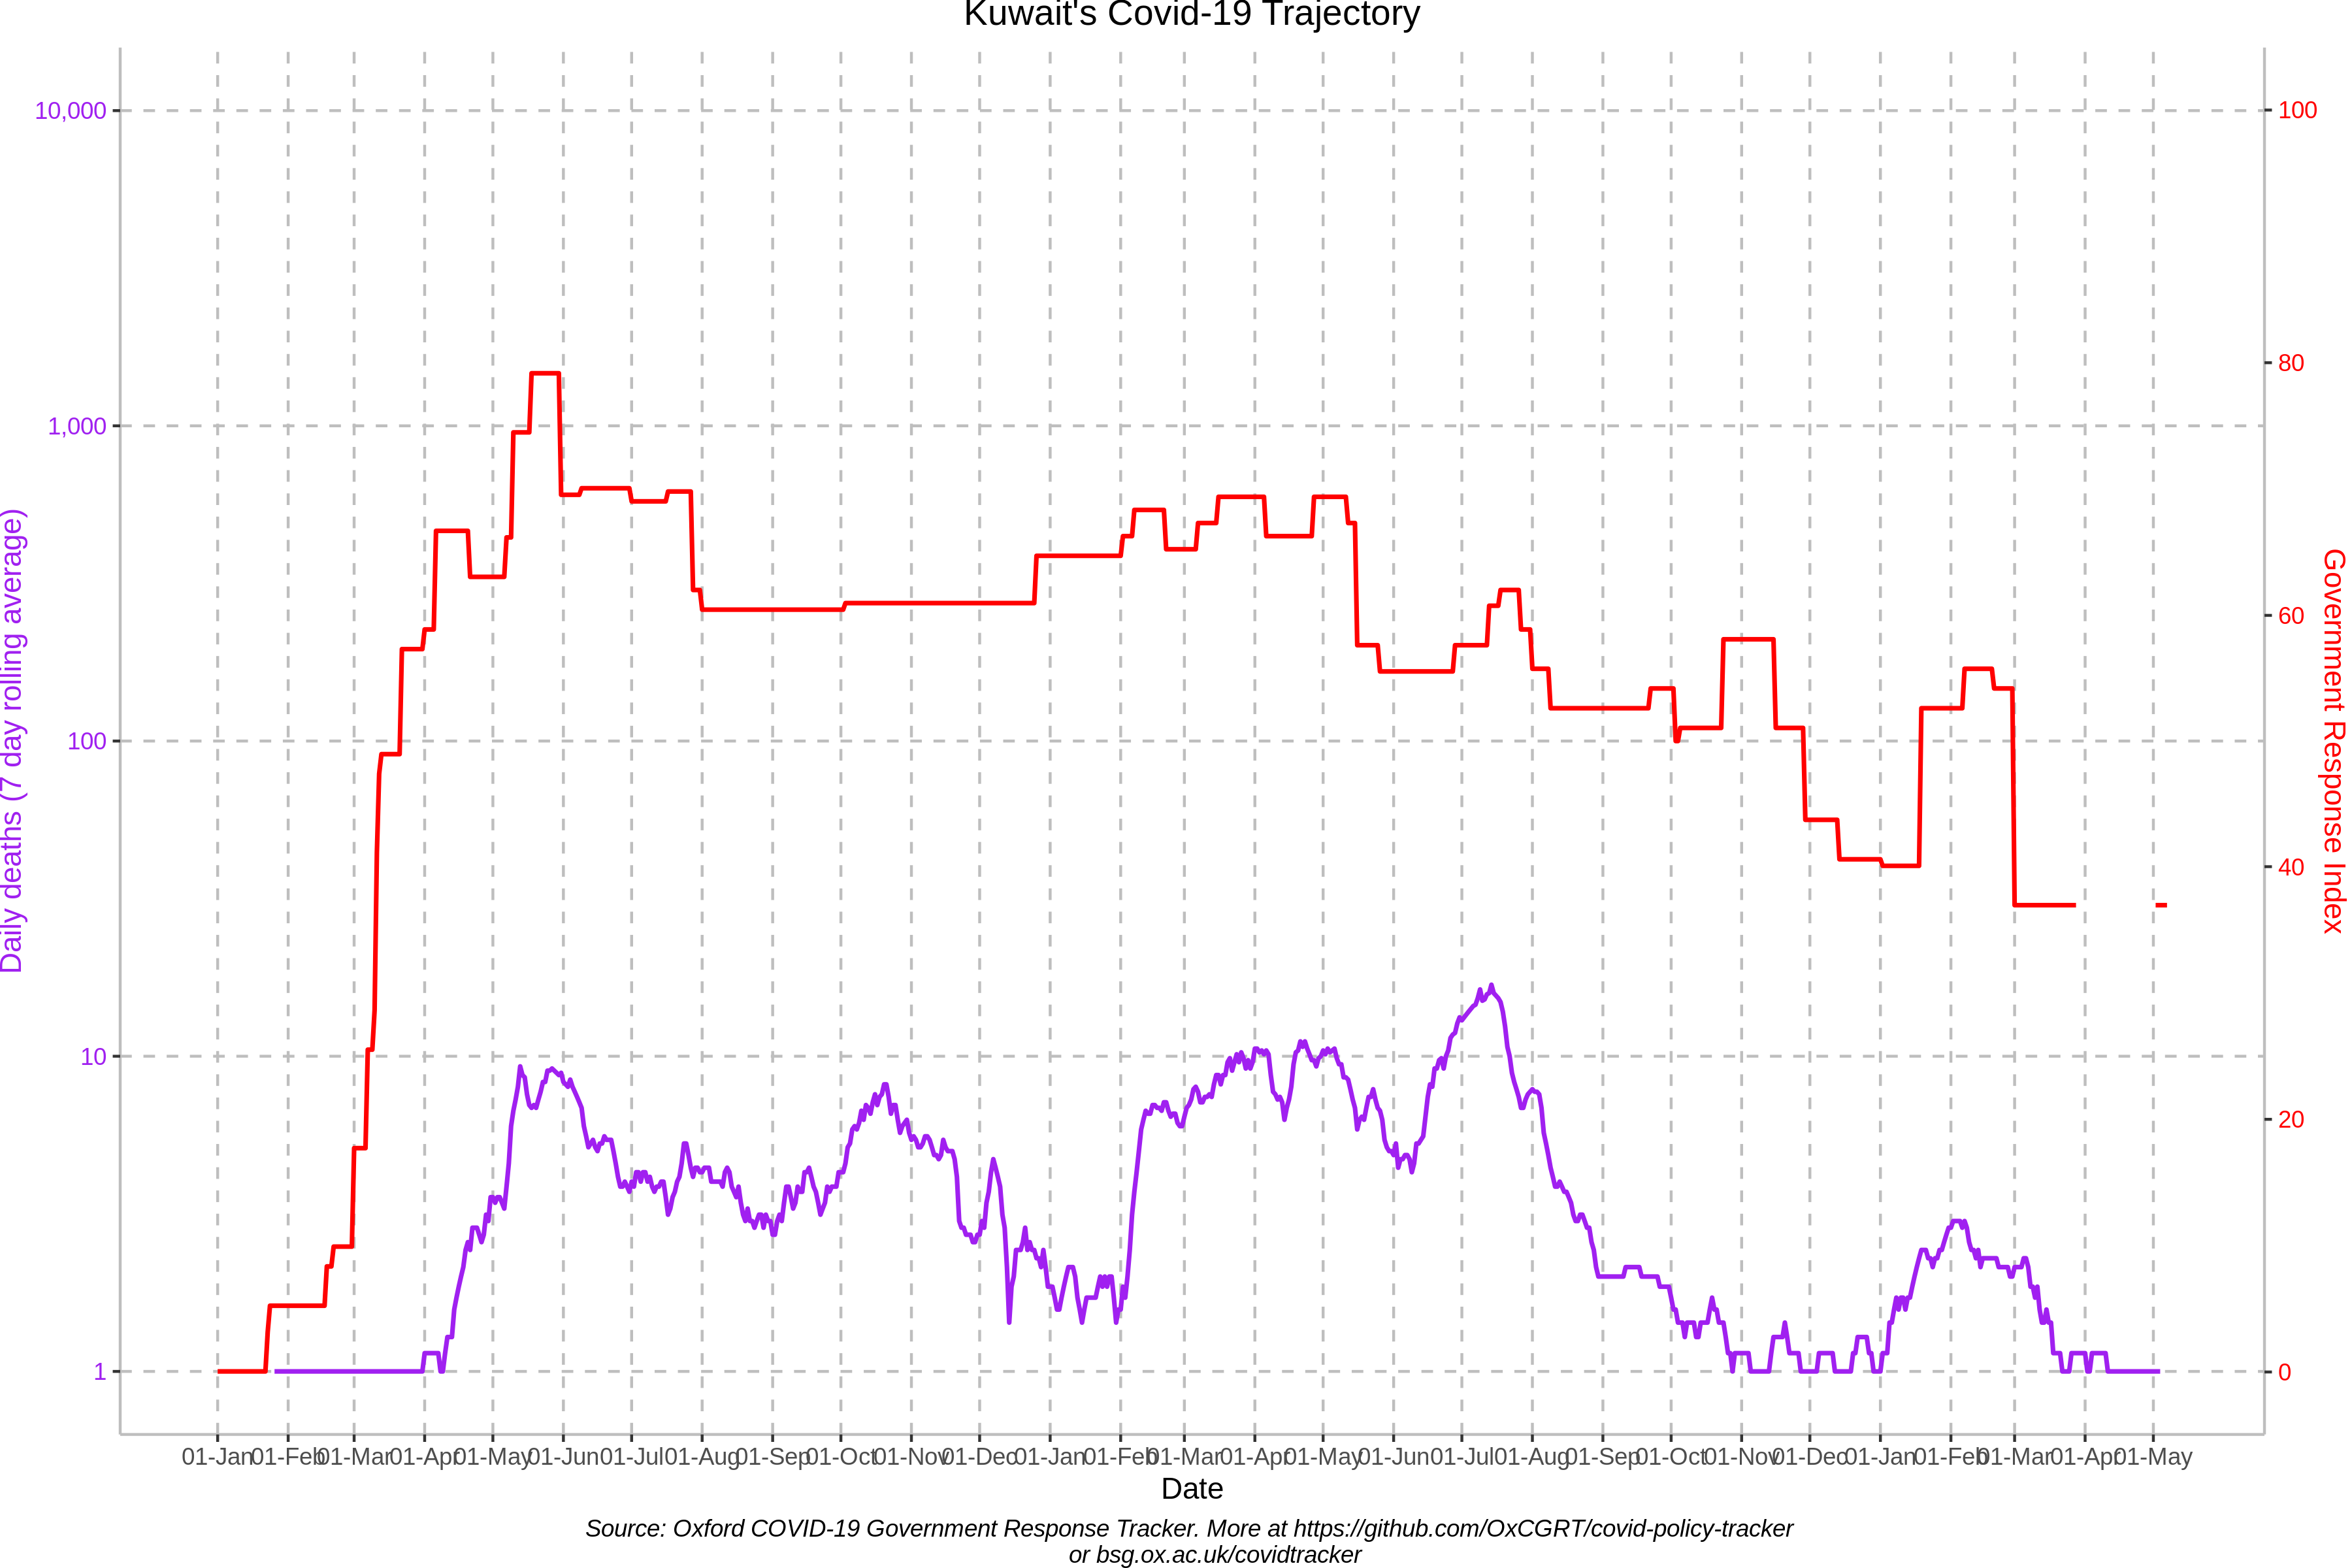 Kuwait's Covid-19 Trajectory
10,000
1,000
100
10
1
Daily deaths (7 day rolling average)
100
80
60
40
20
0
Government Response Index
01-Jan 01-Feb 01-Mar 01-Apr 01-May 01-Jun 01-Jul 01-Aug 01-Sep 01-Oct 01-Nov 01-Dec 01-Jan 01-Feb 01-Mar 01-Apr 01-May 01-Jun 01-Jul 01-Aug 01-Sep 01-Oct 01-Nov 01-Dec 01-Jan 01-Feb 01-Mar 01-Apr 01-May
Date
Source: Oxford COVID-19 Government Response Tracker. More at https://github.com/OxCGRT/covid-policy-tracker
or bsg.ox.ac.uk/covidtracker